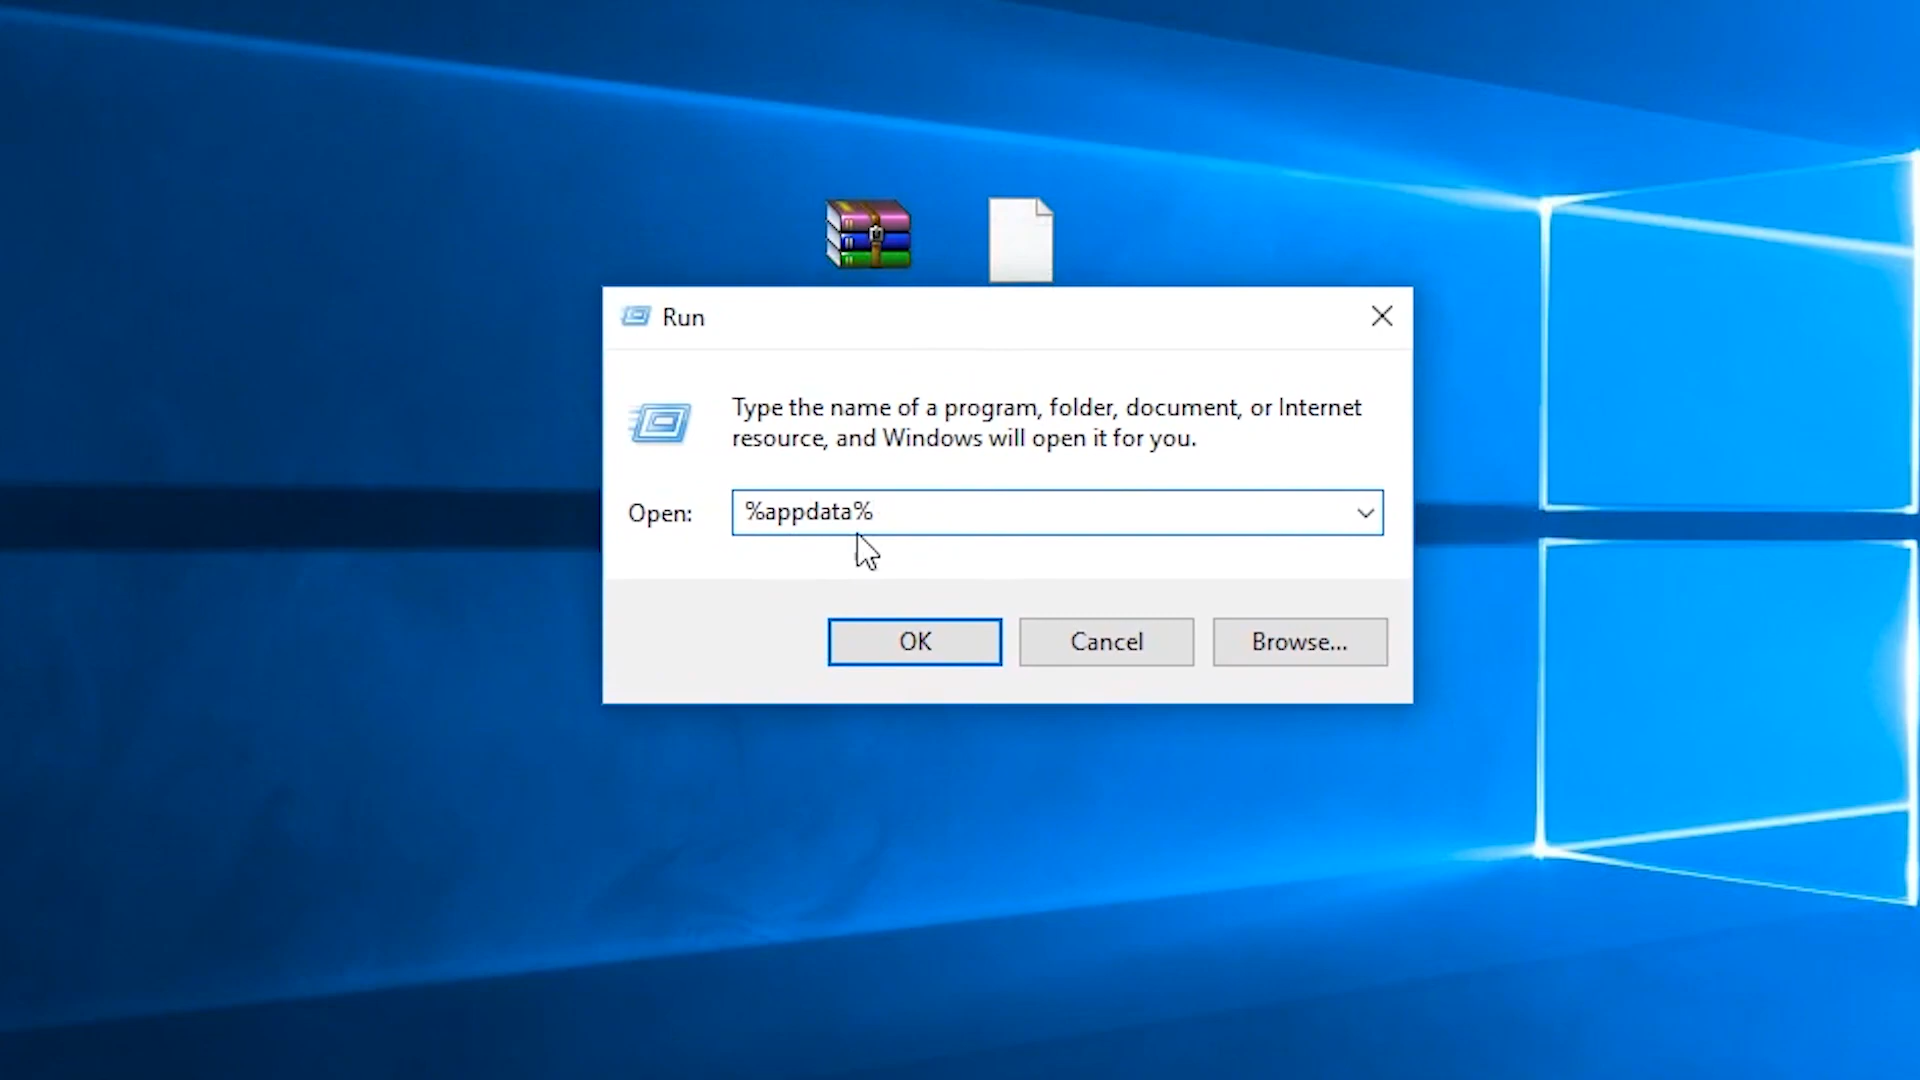 Run
Type the name of a program, folder, document, or Internet
resource, and Windows will open it for you.
Open:
%appdata%
OK
Cancel
Browse...